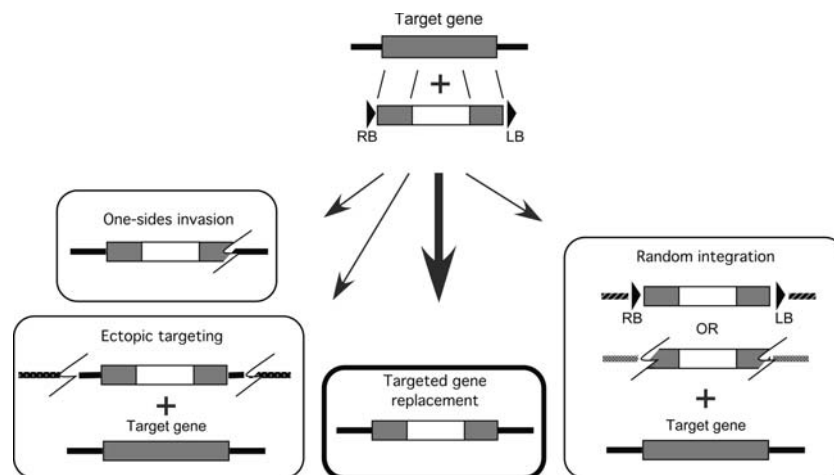 Target gene
+
RB
LB
One-sides invasion
Random integration
RB
LB
OR
+
Target gene
Ectopic targeting
+
Target gene
Targeted gene
replacement